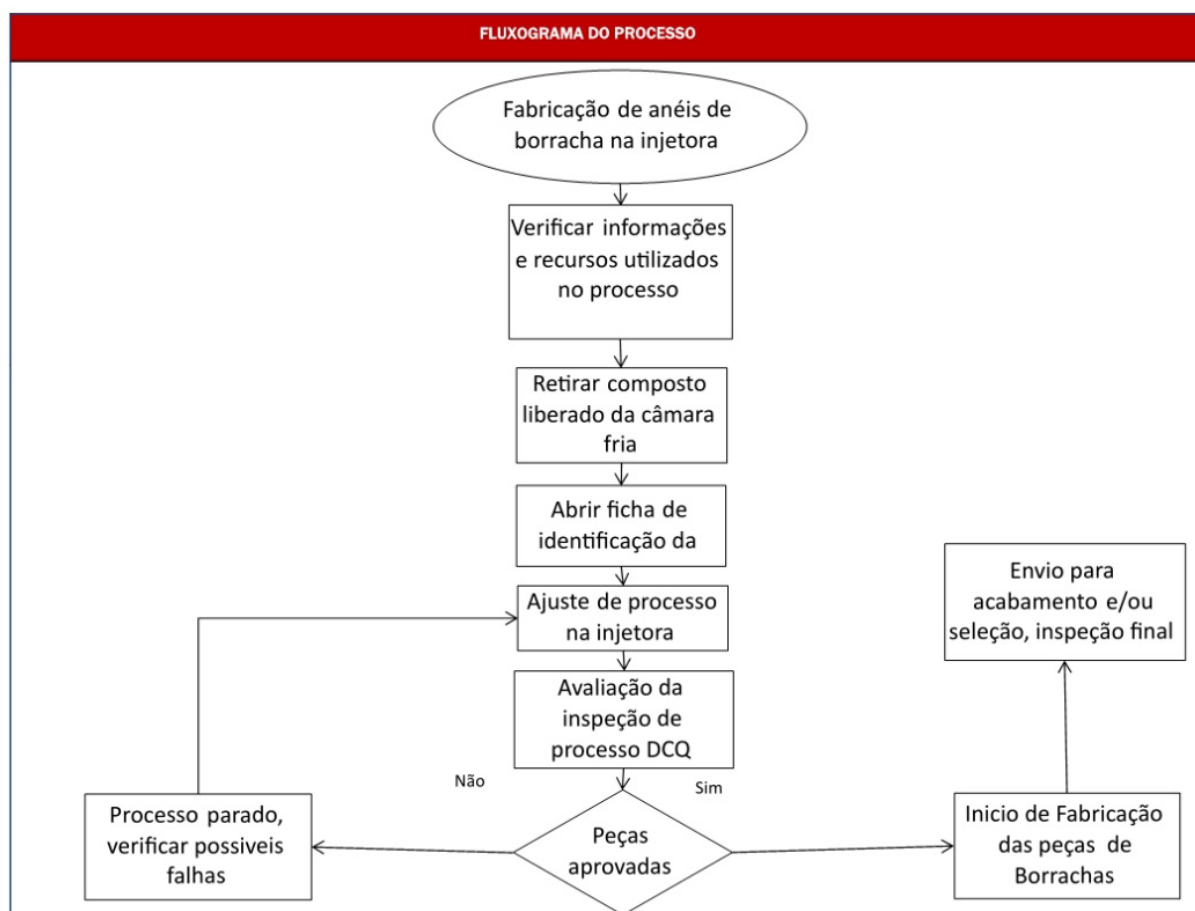 FLUXOGRAMA DO PROCESSO
Fabricação de anéis de
borracha na injetora
Verificar informações
e recursos utilizados
no processo
Retirar composto
liberado da câmara
fria
Abrir ficha de
identificação da
Ajuste de processo
na injetora
Avaliação da
inspeção de
processo DCQ
Não
Sim
Peças
aprovadas
Processo parado,
verificar possiveis
falhas
Inicio de Fabricação
das peças de
Borrachas
Envio para
acabamento e/ou
seleção, inspeção final